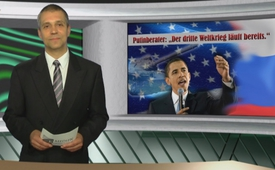 Putinberater: „Der dritte Weltkrieg läuft bereits.“